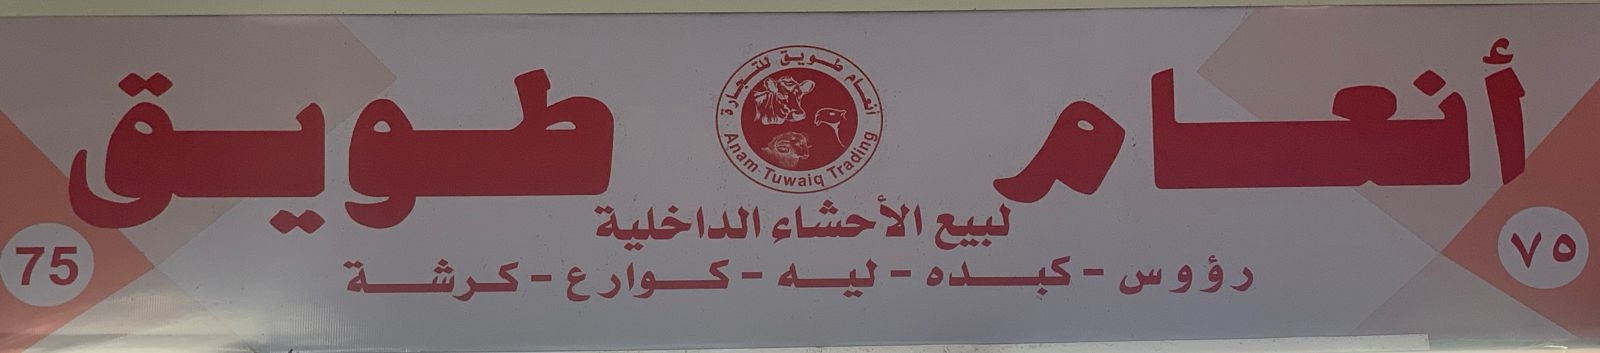 أنعام طويق
أنعام طويق للتجارة
Anam Tuwaiq Trading
لبيع الأحشاء الداخلية
رؤوس - كبده - ليه - كوارع - كرشة
75
٧٥